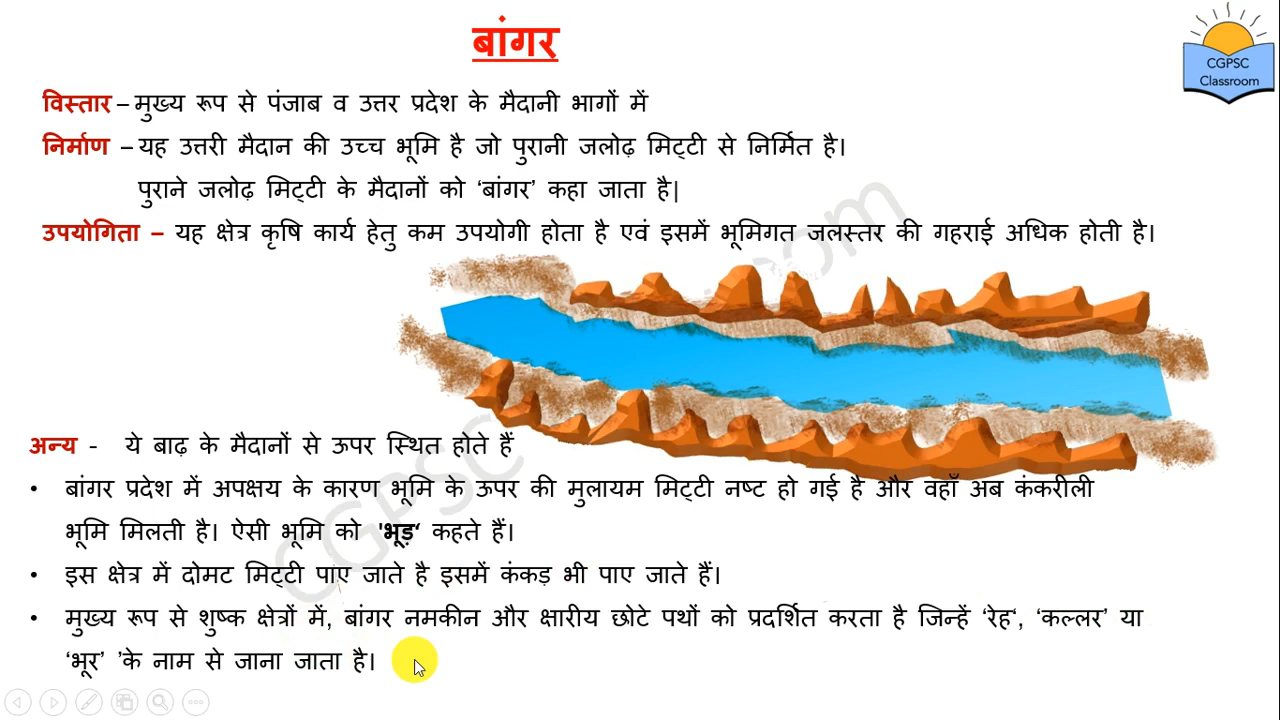 बांगर
CGPSC
Classroom
विस्तार – मुख्य रूप से पंजाब व उत्तर प्रदेश के मैदानी भागों में
निर्माण – यह उत्तरी मैदान की उच्च भूमि है जो पुरानी जलोढ़ मिट्टी से निर्मित है।
पुराने जलोढ़ मिट्टी के मैदानों को ‘बांगर’ कहा जाता है|
उपयोगिता – यह क्षेत्र कृषि कार्य हेतु कम उपयोगी होता है एवं इसमें भूमिगत जलस्तर की गहराई अधिक होती है।
अन्य - ये बाढ़ के मैदानों से ऊपर स्थित होते हैं
• बांगर प्रदेश में अपक्षय के कारण भूमि के ऊपर की मुलायम मिट्टी नष्ट हो गई है और वहाँ अब कंकरीली
भूमि मिलती है। ऐसी भूमि को 'भूड़‘ कहते हैं।
• इस क्षेत्र में दोमट मिट्टी पाए जाते है इसमें कंकड़ भी पाए जाते हैं।
• मुख्य रूप से शुष्क क्षेत्रों में, बांगर नमकीन और क्षारीय छोटे पथों को प्रदर्शित करता है जिन्हें ‘रेह‘, ‘कल्लर’ या
‘भूर’ ’के नाम से जाना जाता है।